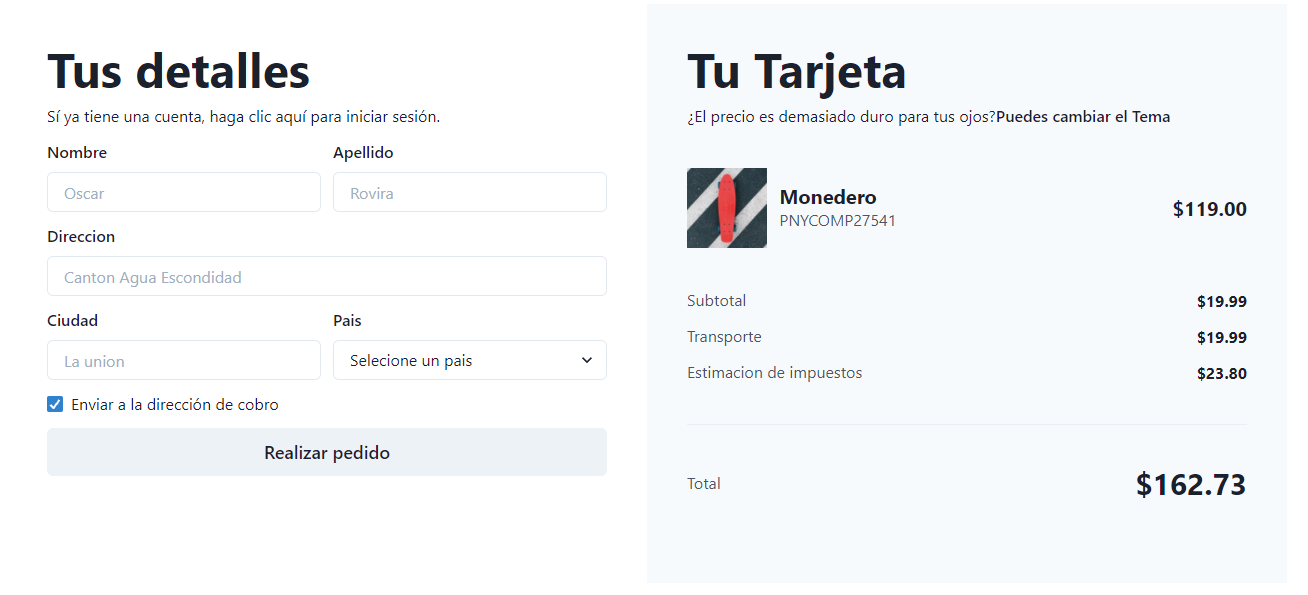 Tus detalles
Sí ya tiene una cuenta, haga clic aquí para iniciar sesión.
Nombre Apellido
Oscar Rovira
Direccion
Canton Agua Escondidad
Ciudad Pais
La union Selecione un pais
Enviar a la dirección de cobro
Realizar pedido
Tu Tarjeta
¿El precio es demasiado duro para tus ojos?Puedes cambiar el Tema
Monedero
PNYCOMP27541
$119.00
Subtotal $19.99
Transporte $19.99
Estimacion de impuestos $23.80
Total $162.73